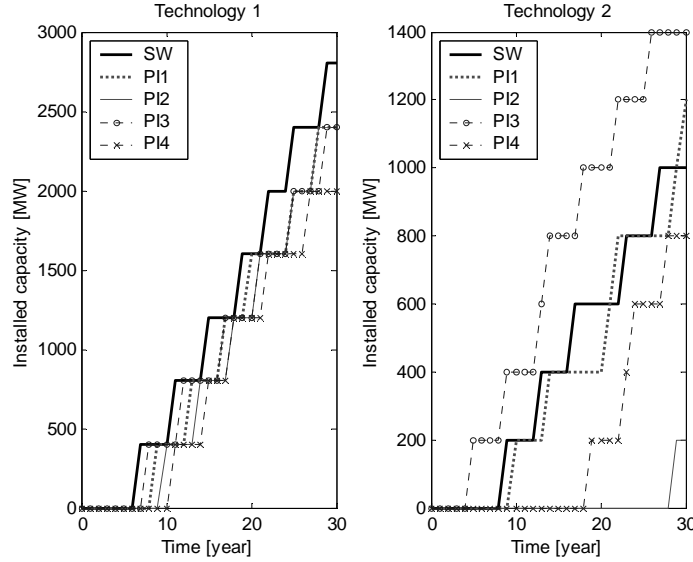 Technology 1
3000
2500
2000
1500
1000
500
0
0
10
20
30
Installed capacity [MW]
Time [year]
SW
PI1
PI2
PI3
PI4
Technology 2
1400
1200
1000
800
600
400
200
0
0
10
20
30
Installed capacity [MW]
Time [year]
SW
PI1
PI2
PI3
PI4